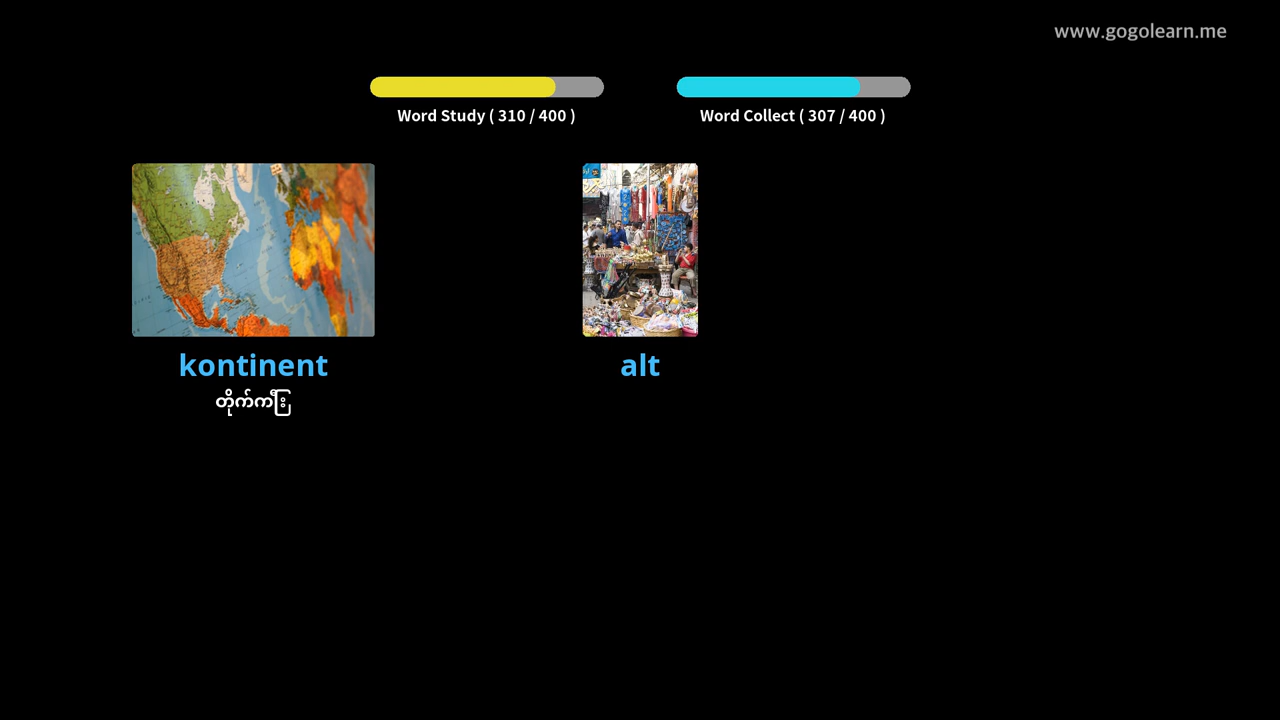 www.gogolearn.me
Word Study ( 310 / 400 )
Word Collect ( 307 / 400 )
kontinent
တိုက်ကြီး
alt